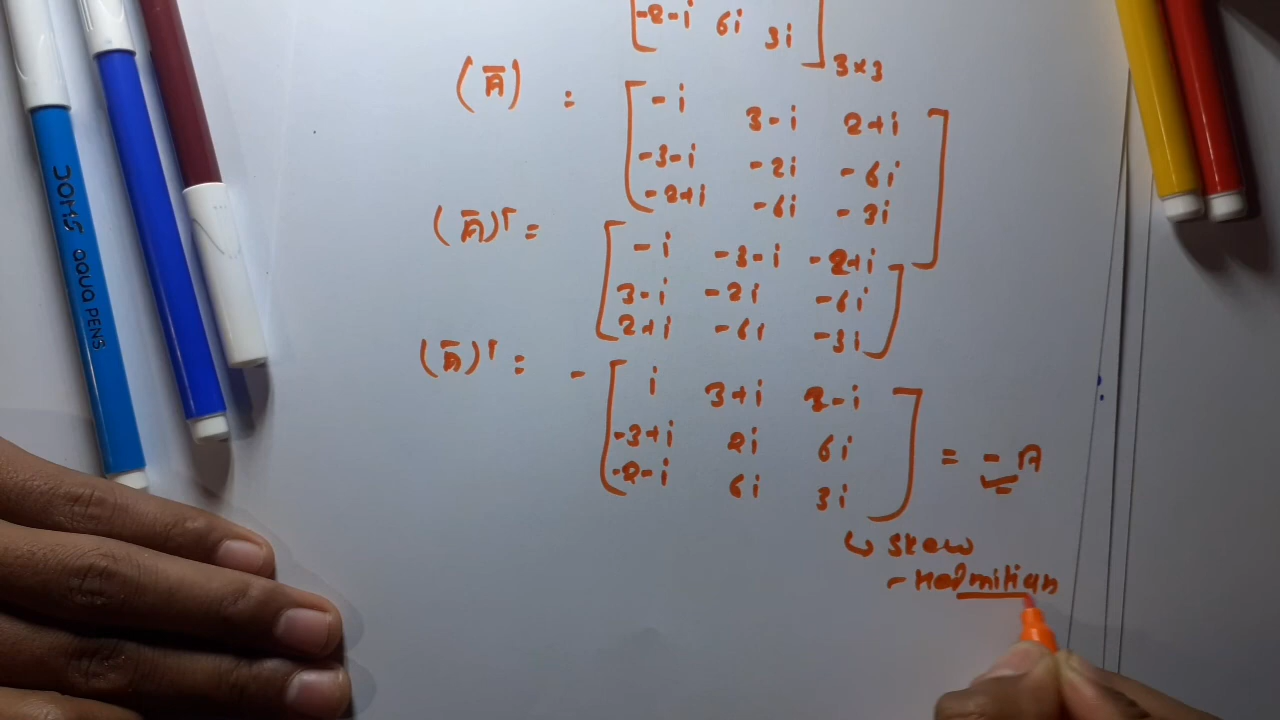 -2-i 6i 3i
3×3
(Ā) = -i 3-i 2+i
-3-i -2i -6i
-2+i -6i -3i
(Ā)ᵀ = -i -3-i -2+i
3-i -2i -6i
2+i -6i -3i
(Ā)ᵀ = - i 3+i 2-i
-3+i 2i 6i
-2-i 6i 3i
= -A
Skew
-Hermitian
DOMS AQUA PENS